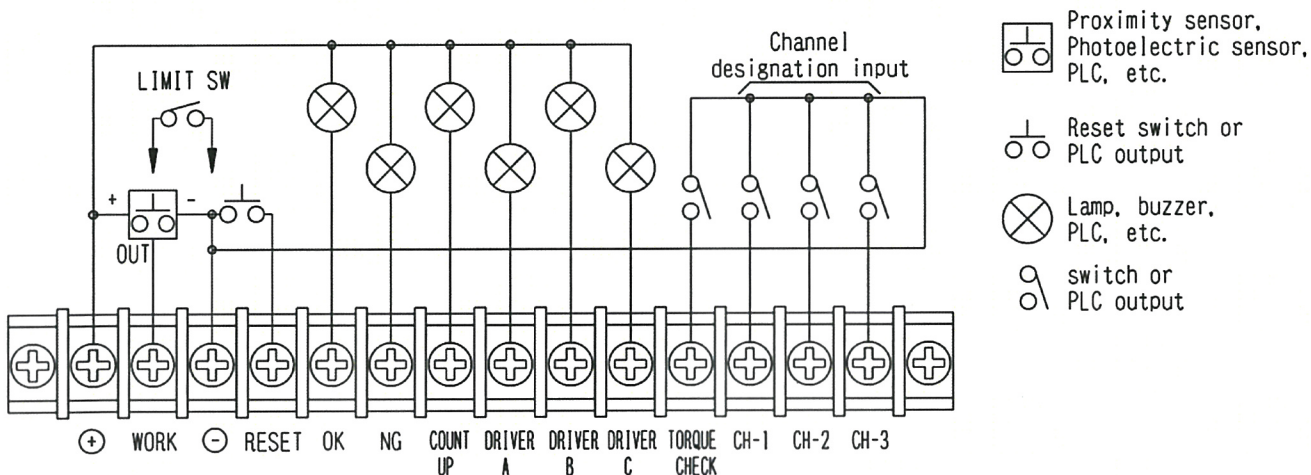 Channel
designation input
LIMIT SW
+
-
OUT
Proximity sensor,
Photoelectric sensor,
PLC, etc.
Reset switch or
PLC output
Lamp, buzzer,
PLC, etc.
switch or
PLC output
+ WORK - RESET OK NG COUNT DRIVER DRIVER DRIVER TORQUE CH-1 CH-2 CH-3
UP A B C CHECK